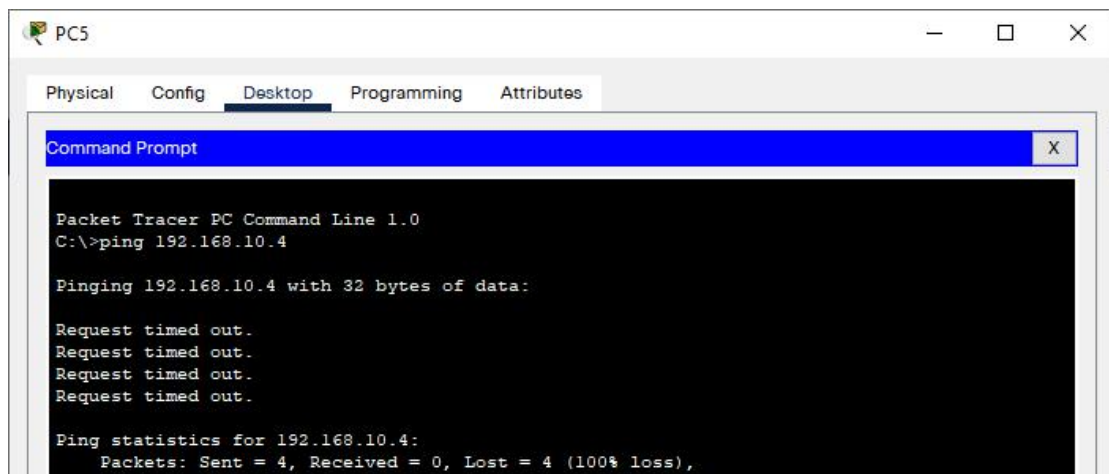 PC5
Physical Config Desktop Programming Attributes
Command Prompt
X
Packet Tracer PC Command Line 1.0
C:\>ping 192.168.10.4
Pinging 192.168.10.4 with 32 bytes of data:
Request timed out.
Request timed out.
Request timed out.
Request timed out.
Ping statistics for 192.168.10.4:
Packets: Sent = 4, Received = 0, Lost = 4 (100% loss),